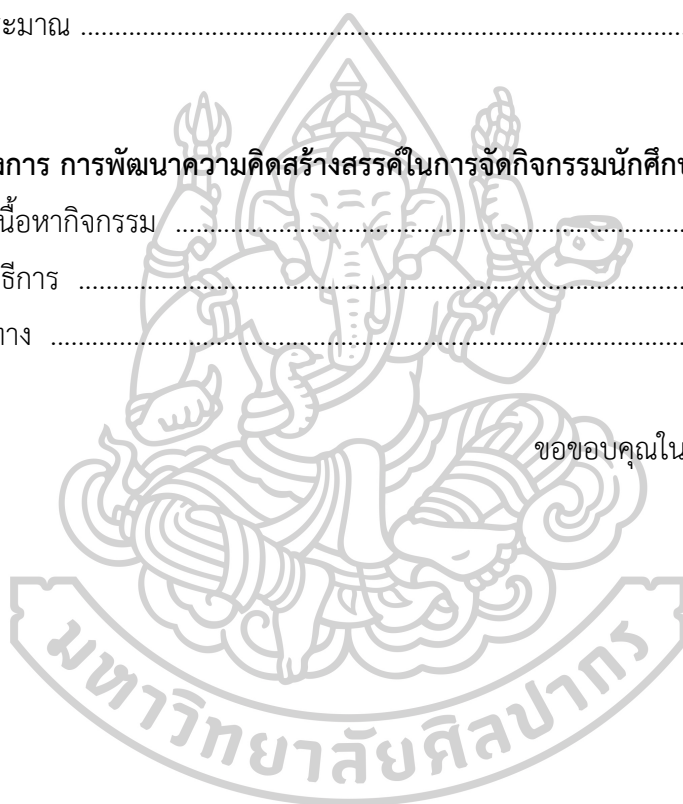 ะมาณ ........................................................................................................
งการ การพัฒนาความคิดสร้างสรรค์ในการจัดกิจกรรมนักศึกษ
นื้อหากิจกรรม ........................................................................................
ธีการ ........................................................................................................
ทาง ............................................................................................................
ขอขอบคุณใน
มหาวิทยาลัยศิลปากร